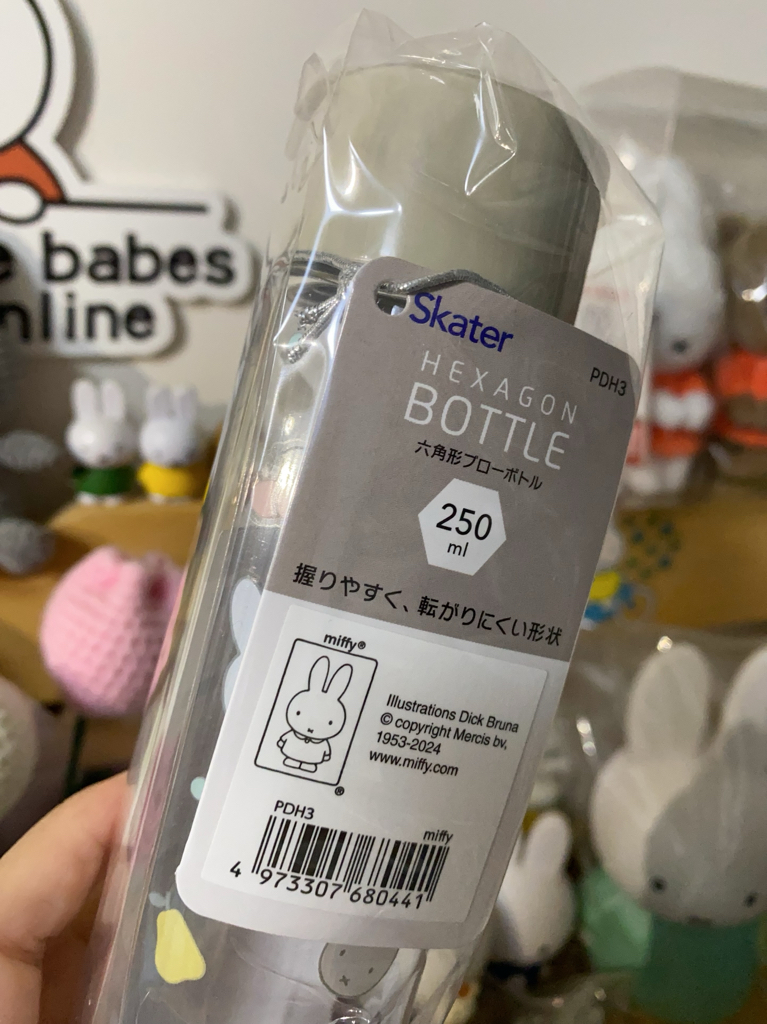 babes
nline
Skater
PDH3
HEXAGON
BOTTLE
六角形ブローボトル
250
ml
握りやすく、転がりにくい形状
miffy®
Illustrations Dick Bruna
© copyright Mercis bv,
1953-2024
www.miffy.com
®
PDH3
miffy
4 973307 680441